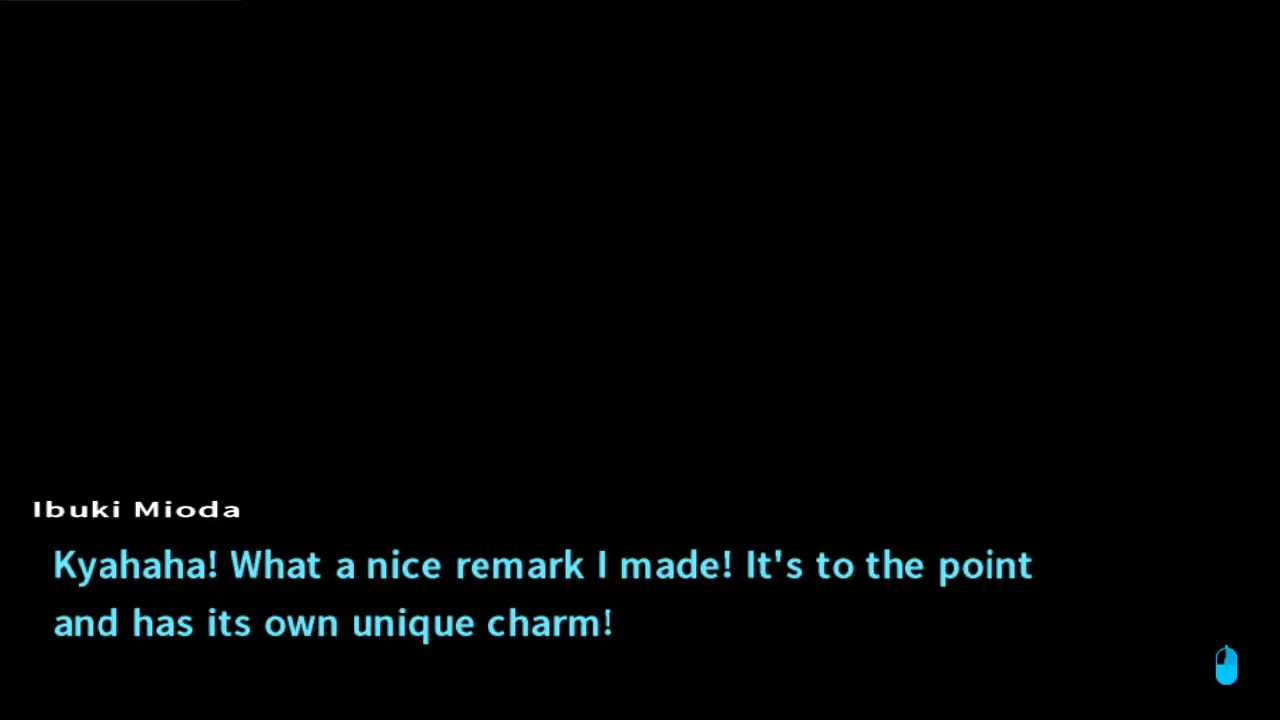 Ibuki Mioda
Kyahaha! What a nice remark I made! It's to the point
and has its own unique charm!